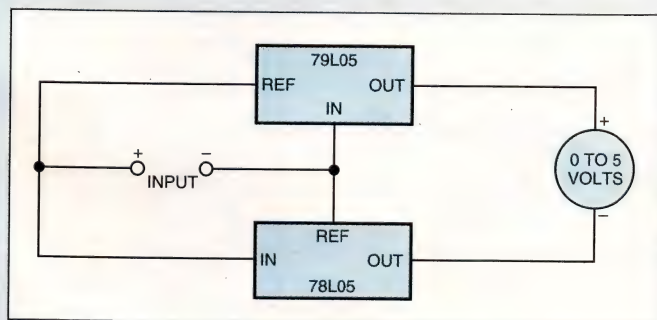 79L05
REF
OUT
IN
+
+
−
INPUT
0 TO 5
VOLTS
−
REF
IN
OUT
78L05